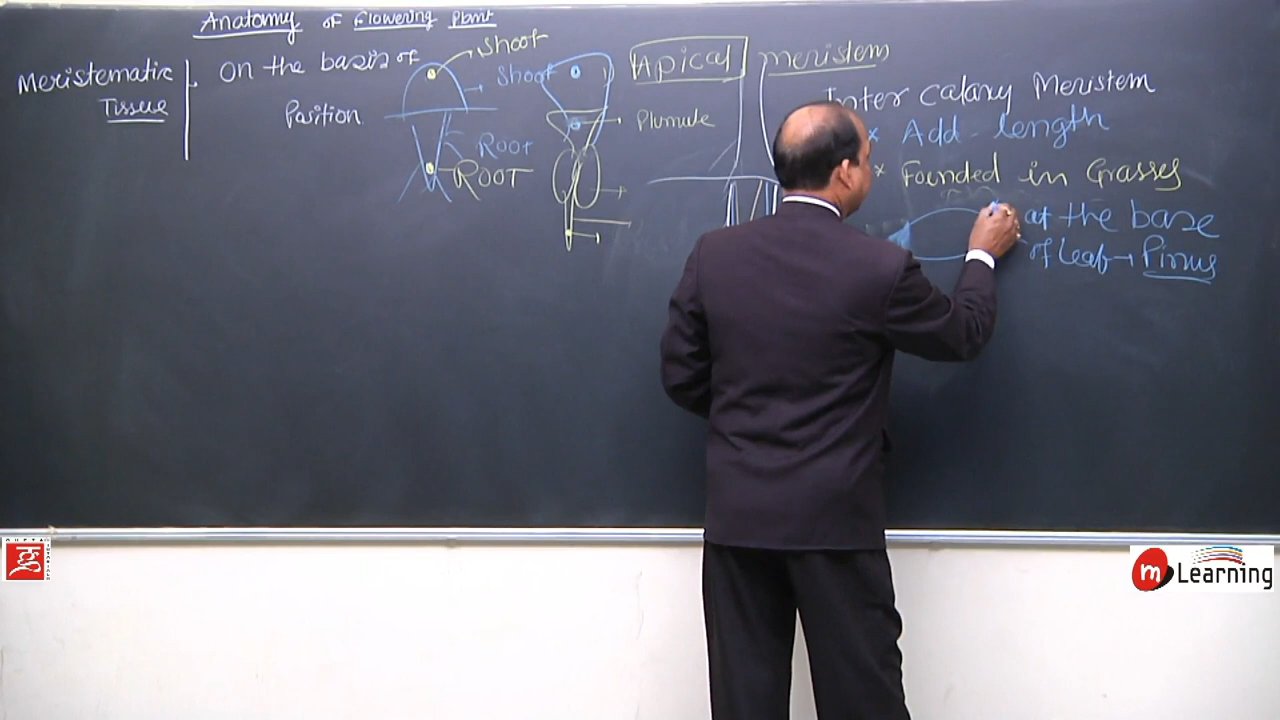 Anatomy of Flowering Plant
Meristematic
Tissue
On the basis of
Position
Shoot
Shoot
Root
ROOT
Plumule
Apical meristem
Inter calary Meristem
* Add-length
* Founded in Grasses
at the base
of leaf → Pinus
m Learning